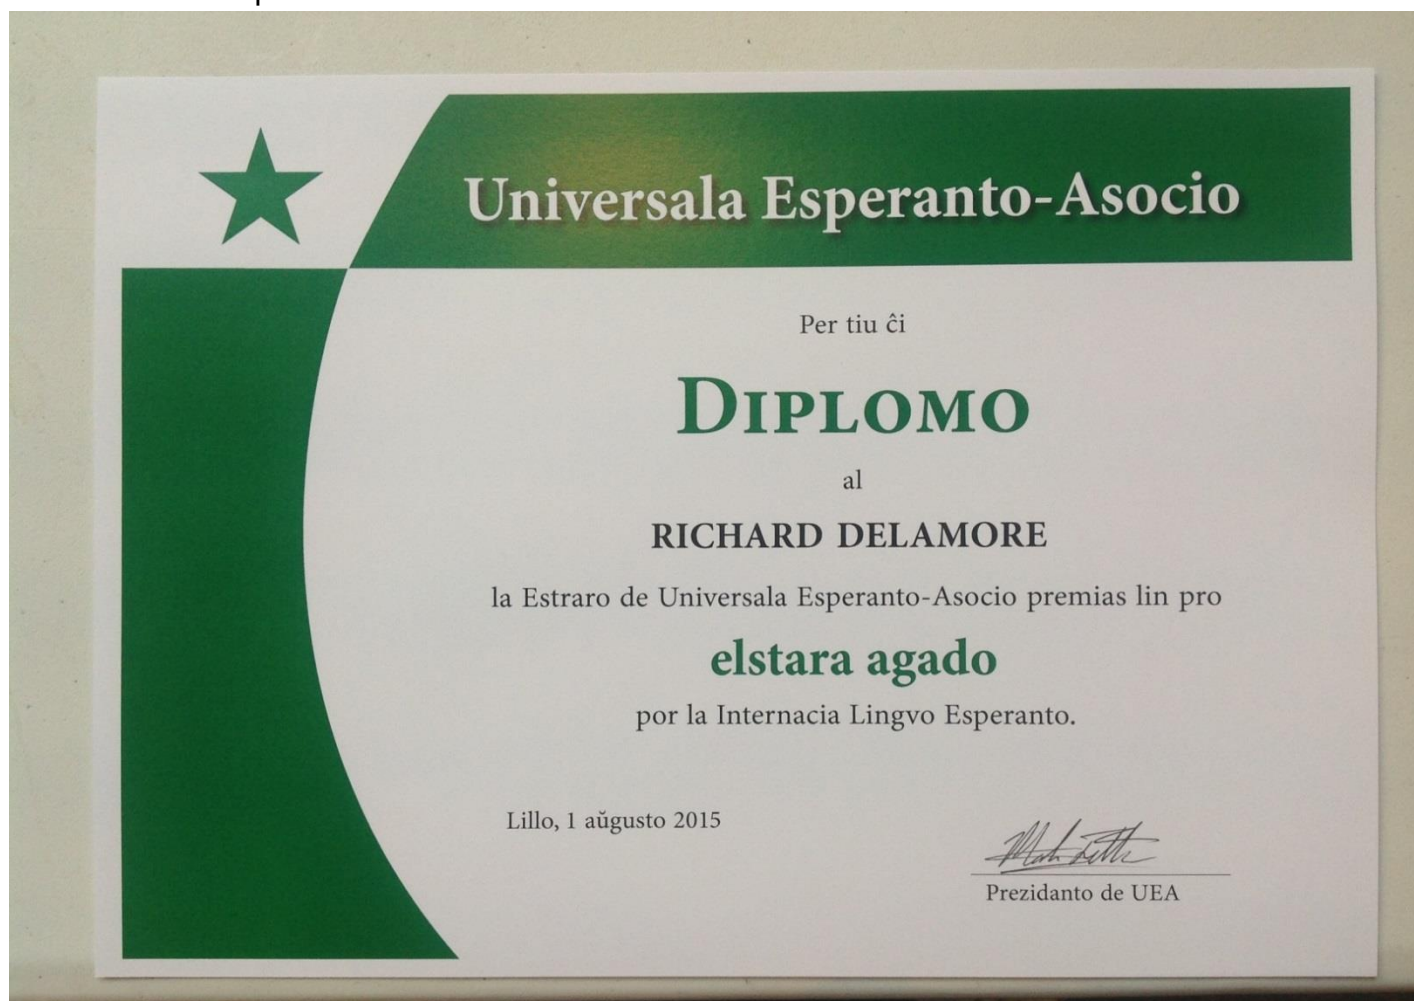 Universala Esperanto-Asocio
Per tiu ĉi
DIPLOMO
al
RICHARD DELAMORE
la Estraro de Universala Esperanto-Asocio premias lin pro
elstara agado
por la Internacia Lingvo Esperanto.
Lillo, 1 aŭgusto 2015
Prezidanto de UEA